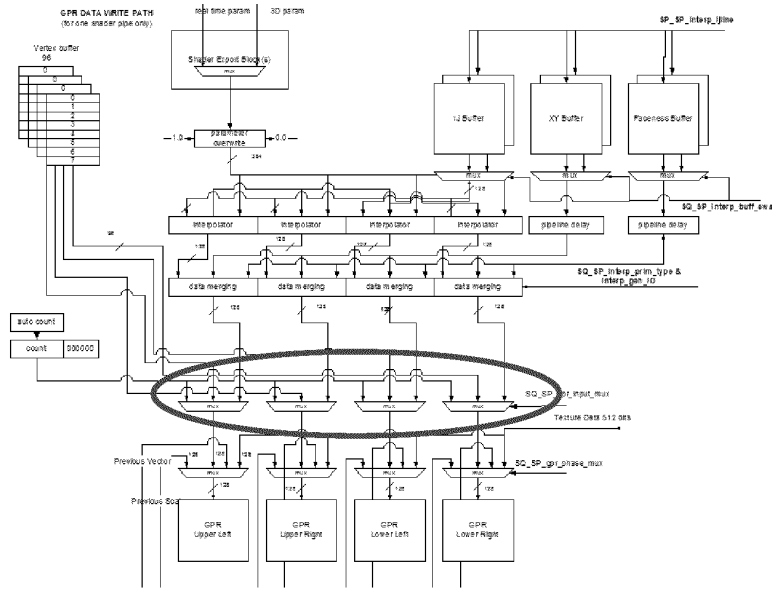 GPR DATA WRITE PATH
(for one shader pipe only)
real time param
3D param
SP_SP_interp_ijline
Vertex buffer
96
0
0
0
0
1
2
3
4
5
6
7
Shader Export Block(s)
mux
1.0
parameter overwrite
0.0
IJ Buffer
XY Buffer
Faceness Buffer
mux
mux
mux
128
SQ_SP_interp_buff_swa
interpolator
interpolator
interpolator
interpolator
pipeline delay
pipeline delay
128
128
128
128
SQ_SP_interp_prim_type &
interp_gen_I0
data merging
data merging
data merging
data merging
128
128
128
128
auto count
count
mux
mux
mux
mux
Texture Data 512 bits
Previous Vector
128
128
128
mux
mux
mux
mux
SQ_SP_gpr_phase_mux
128
128
128
128
GPR
Upper Left
GPR
Upper Right
GPR
Lower Left
GPR
Lower Right